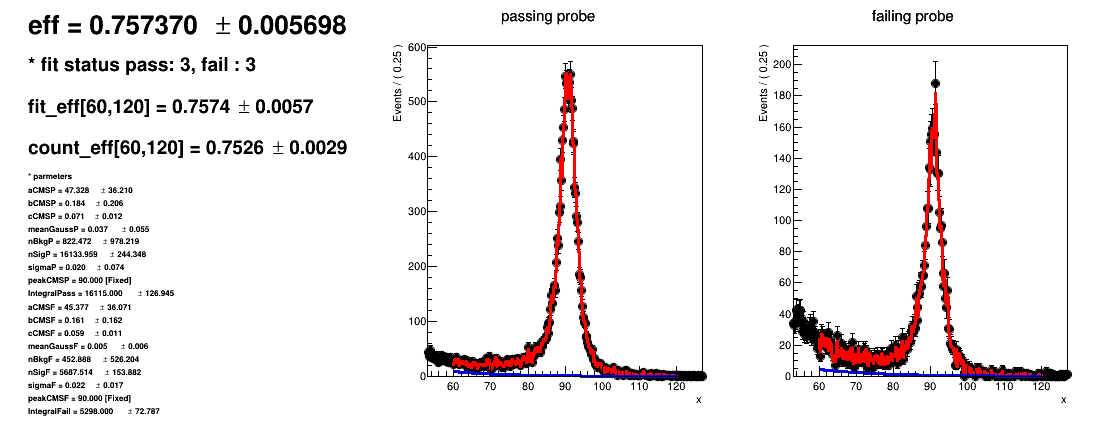 eff = 0.757370 ± 0.005698
* fit status pass: 3, fail : 3
fit_eff[60,120] = 0.7574 ± 0.0057
count_eff[60,120] = 0.7526 ± 0.0029
* parmeters
aCMSP = 47.328 ± 36.210
bCMSP = 0.184 ± 0.206
cCMSP = 0.071 ± 0.012
meanGaussP = 0.037 ± 0.055
nBkgP = 822.472 ± 978.219
nSigP = 16133.959 ± 244.348
sigmaP = 0.020 ± 0.074
peakCMSP = 90.000 [Fixed]
IntegralPass = 16115.000 ± 126.945
aCMSF = 45.377 ± 36.071
bCMSF = 0.161 ± 0.162
cCMSF = 0.059 ± 0.011
meanGaussF = 0.005 ± 0.006
nBkgF = 452.888 ± 526.204
nSigF = 5687.514 ± 153.882
sigmaF = 0.022 ± 0.017
peakCMSF = 90.000 [Fixed]
IntegralFail = 5298.000 ± 72.787
passing probe
Events / ( 0.25 )
600
500
400
300
200
100
0
60 70 80 90 100 110 120
x
failing probe
Events / ( 0.25 )
200
180
160
140
120
100
80
60
40
20
0
60 70 80 90 100 110 120
x